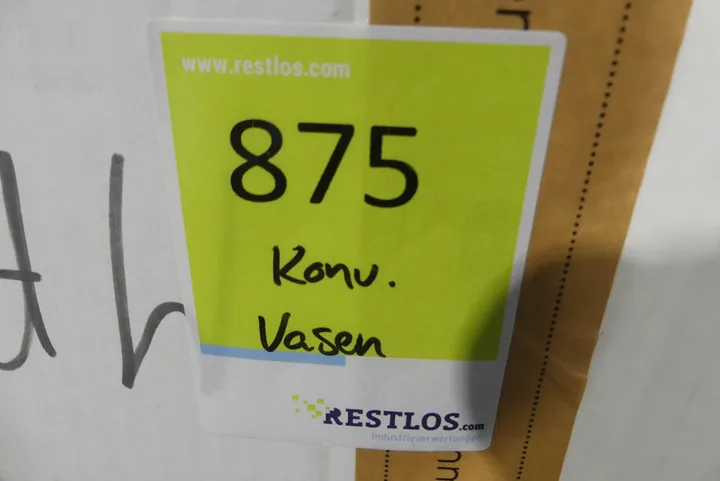 www.restlos.com
875
Konv.
Vasen
RESTLOS.com
Industrieverwertungen